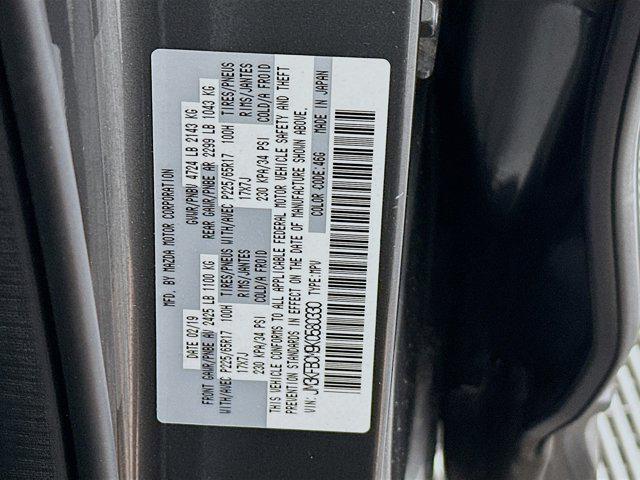 MFD. BY MAZDA MOTOR CORPORATION
DATE 02/19 GVWR/PNBV 4724 LB 2143 KG
FRONT GAWR/PNBE AV 2425 LB 1100 KG REAR GAWR/PNBE AR 2299 LB 1043 KG
WITH/AVEC P225/65R17 100H TIRES/PNEUS WITH/AVEC P225/65R17 100H TIRES/PNEUS
17X7J RIMS/JANTES 17X7J RIMS/JANTES
230 KPA/34 PSI COLD/A FROID 230 KPA/34 PSI COLD/A FROID
THIS VEHICLE CONFORMS TO ALL APPLICABLE FEDERAL MOTOR VEHICLE SAFETY AND THEFT
PREVENTION STANDARDS IN EFFECT ON THE DATE OF MANUFACTURE SHOWN ABOVE.
VIN: JM3KFBCM9K0580330 TYPE:MPV COLOR CODE:46G MADE IN JAPAN